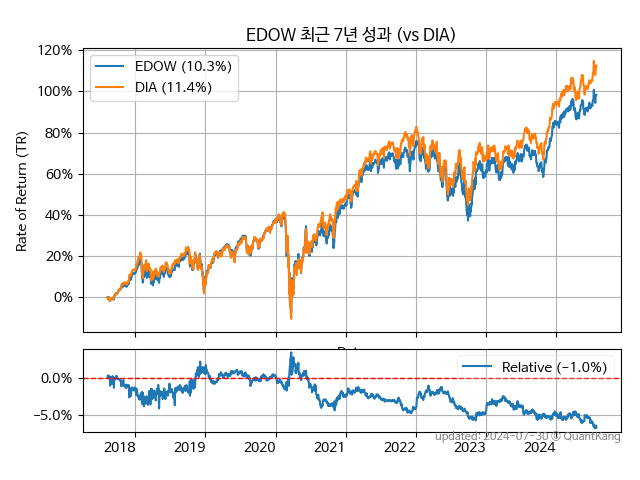 EDOW 최근 7년 성과 (vs DIA)
120%
100%
80%
60%
40%
20%
0%
Rate of Return (TR)
EDOW (10.3%)
DIA (11.4%)
0.0%
−5.0%
Relative (−1.0%)
2018 2019 2020 2021 2022 2023 2024
updated: 2024-07-30 © QuantKang